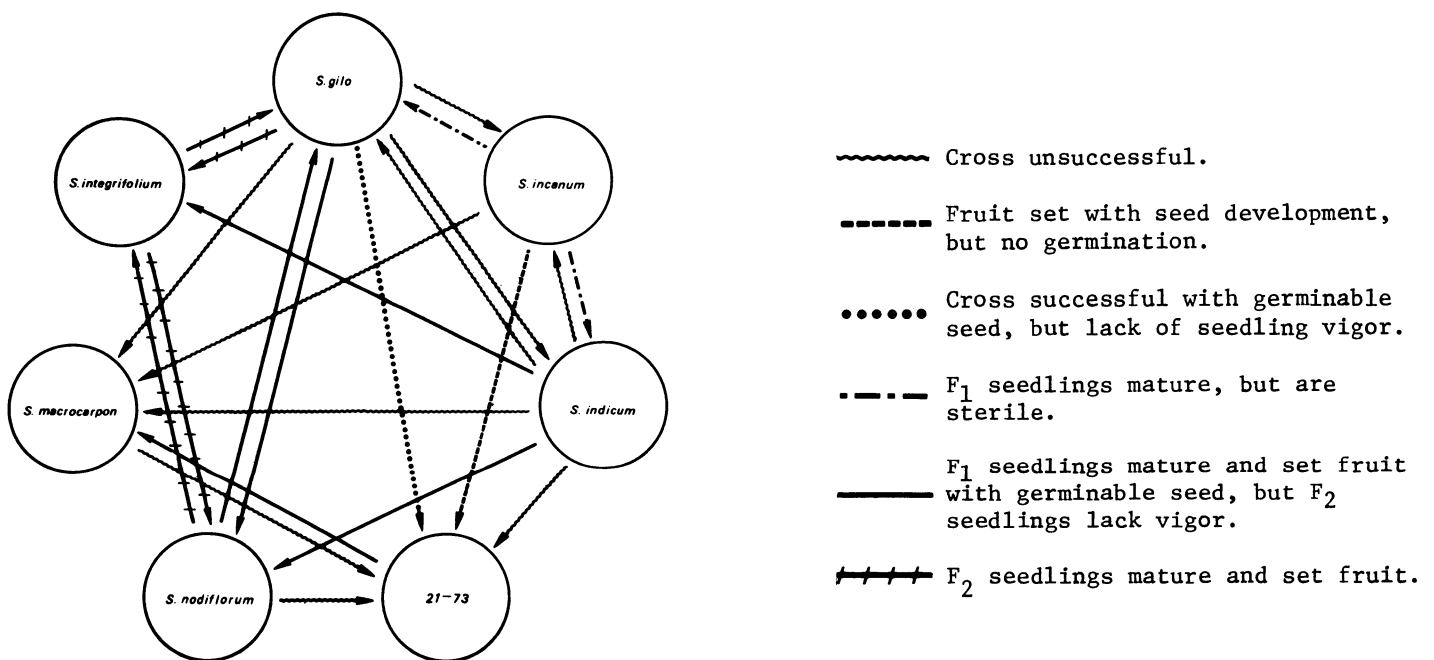 S. gilo
S. integrifolium
S. incanum
S. macrocarpon
S. indicum
S. nodiflorum
21-73
Cross unsuccessful.
Fruit set with seed development,
but no germination.
Cross successful with germinable
seed, but lack of seedling vigor.
F1 seedlings mature, but are
sterile.
F1 seedlings mature and set fruit
with germinable seed, but F2
seedlings lack vigor.
F2 seedlings mature and set fruit.